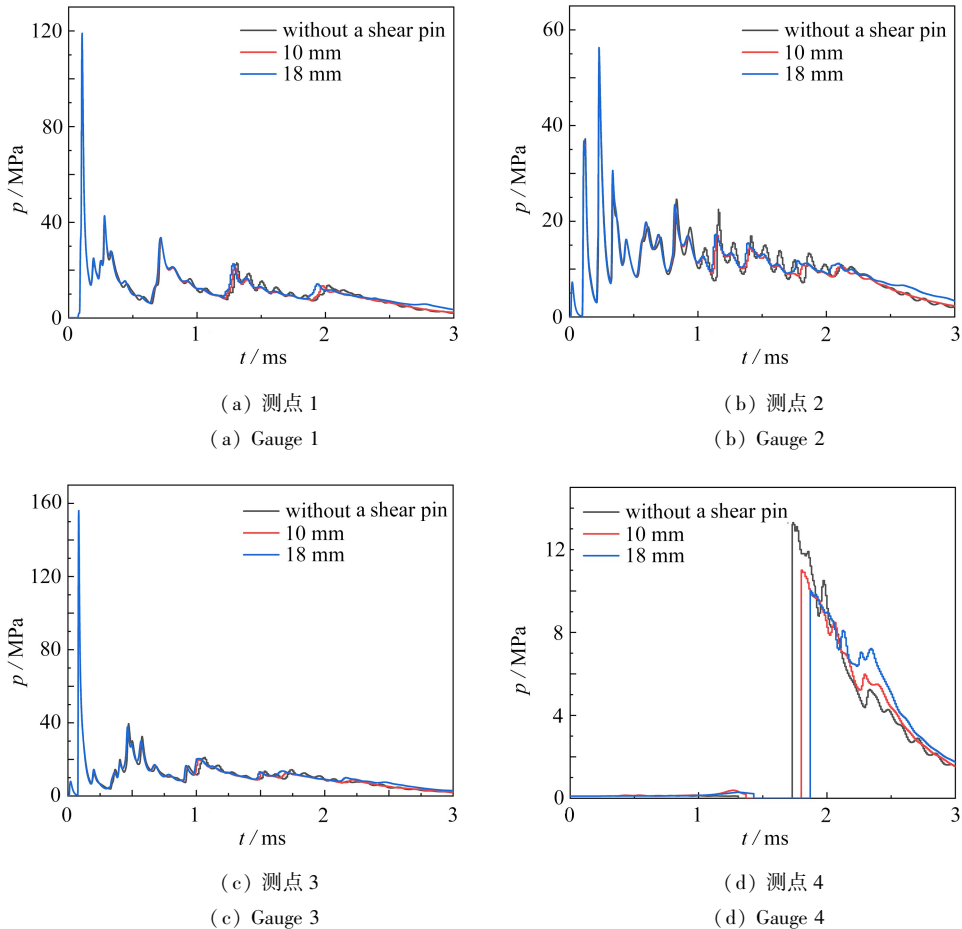 120
80
40
0
p / MPa
without a shear pin
10 mm
18 mm
0 1 2 3
t / ms
(a) 测点 1
(a) Gauge 1
60
40
20
0
p / MPa
without a shear pin
10 mm
18 mm
0 1 2 3
t / ms
(b) 测点 2
(b) Gauge 2
160
120
80
40
0
p / MPa
without a shear pin
10 mm
18 mm
0 1 2 3
t / ms
(c) 测点 3
(c) Gauge 3
12
8
4
0
p / MPa
without a shear pin
10 mm
18 mm
0 1 2 3
t / ms
(d) 测点 4
(d) Gauge 4